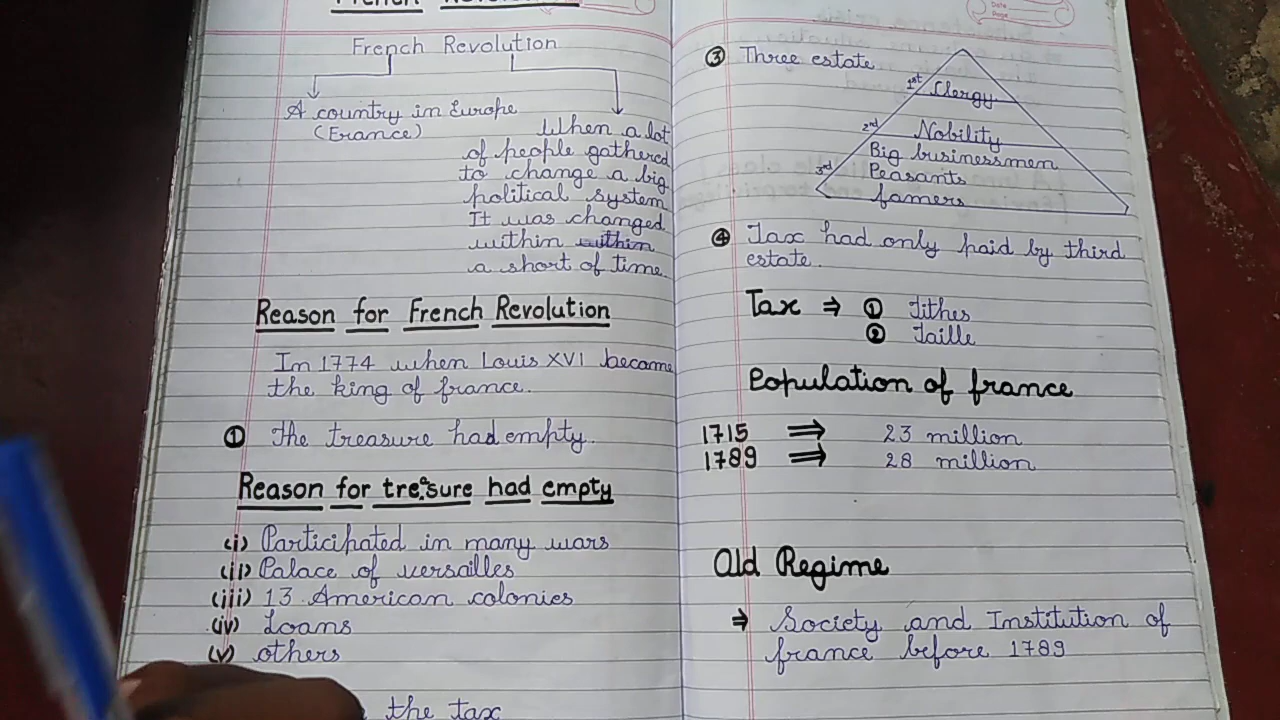 French Revolution
French Revolution
A country in Europe
(France)
When a lot
of people gathered
to change a big
political system
It was changed
within within
a short of time.
Reason for French Revolution
In 1774 when Louis XVI became
the king of france.
① The treasure had empty.
Reason for treasure had empty
(i) Participated in many wars
(ii) Palace of versailles
(iii) 13 American colonies
(iv) Loans
(v) others
the tax
Date
Page
③ Three estate
1st Clergy
2nd Nobility
Big businessmen
3rd Peasants
famers
④ Tax had only paid by third
estate.
Tax ⇒ ① Tithes
② Taille
Population of france
1715 ⇒ 23 million
1789 ⇒ 28 million
Old Regime
⇒ Society and Institution of
france before 1789